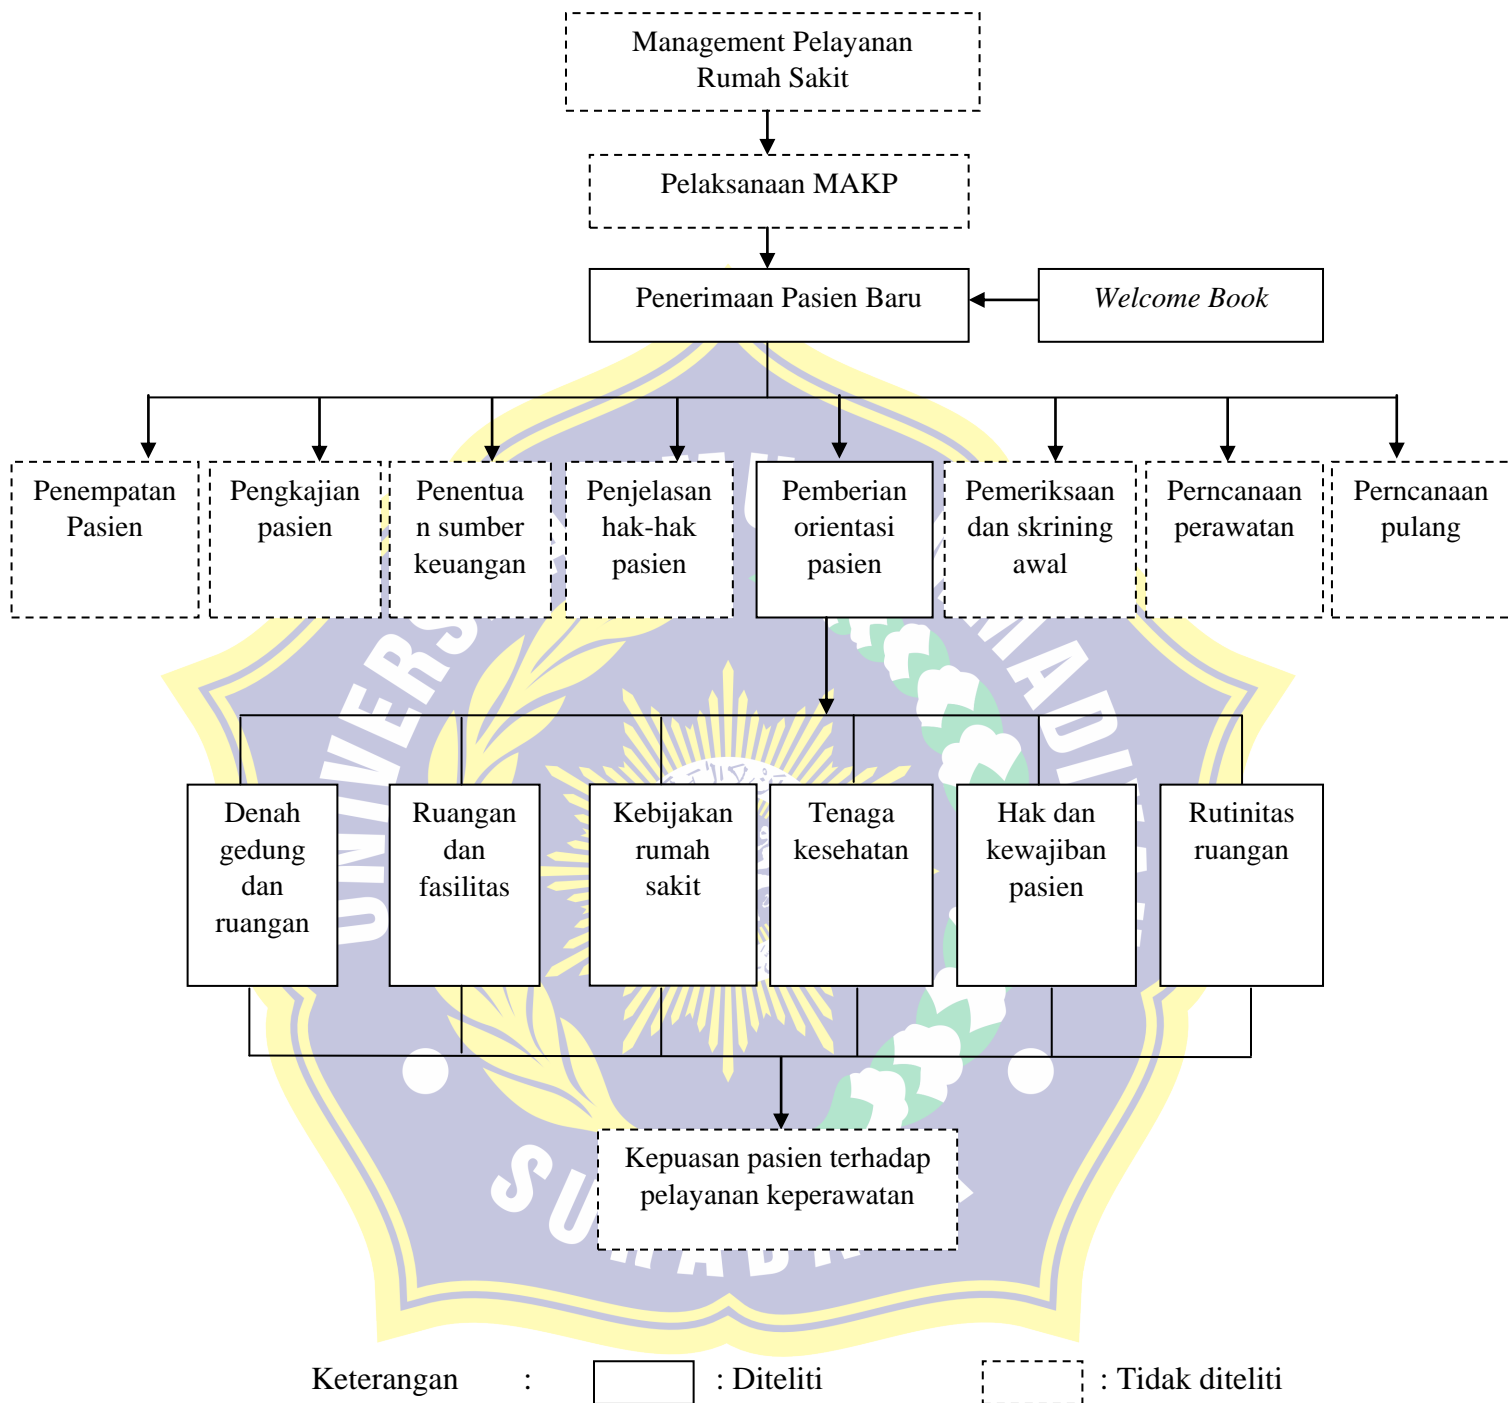 Management Pelayanan
Rumah Sakit
Pelaksanaan MAKP
Penerimaan Pasien Baru
Welcome Book
Penempatan
Pasien
Pengkajian
pasien
Penentua
n sumber
keuangan
Penjelasan
hak-hak
pasien
Pemberian
orientasi
pasien
Pemeriksaan
dan skrining
awal
Perncanaan
perawatan
Perncanaan
pulang
Denah
gedung
dan
ruangan
Ruangan
dan
fasilitas
Kebijakan
rumah
sakit
Tenaga
kesehatan
Hak dan
kewajiban
pasien
Rutinitas
ruangan
Kepuasan pasien terhadap
pelayanan keperawatan
Keterangan : : Diteliti : Tidak diteliti